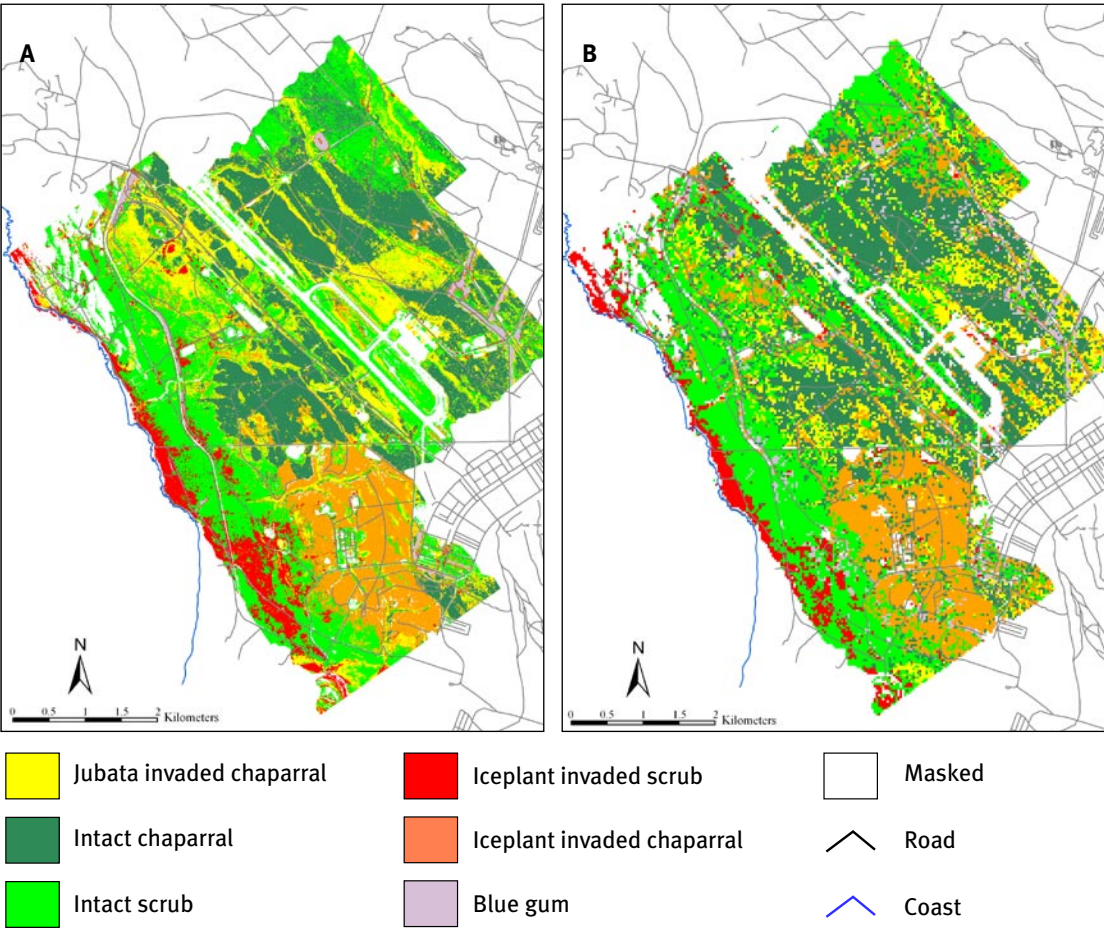 A
B
N
N
0 0.5 1 1.5 2
Kilometers
0 0.5 1 1.5 2
Kilometers
Jubata invaded chaparral
Iceplant invaded scrub
Masked
Intact chaparral
Iceplant invaded chaparral
Road
Intact scrub
Blue gum
Coast